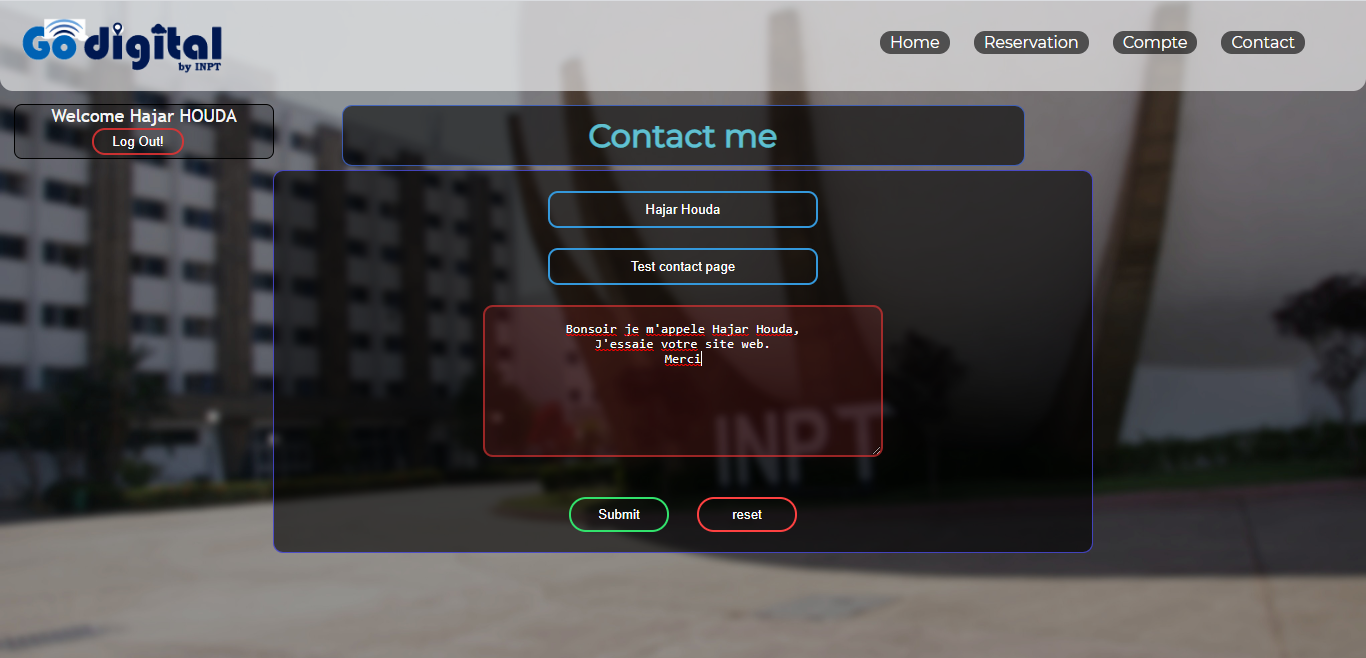 Go digital
by INPT
Home Reservation Compte Contact
Welcome Hajar HOUDA
Log Out!
Contact me
Hajar Houda
Test contact page
Bonsoir je m'appele Hajar Houda,
J'essaie votre site web.
Merci
INPT
Submit reset